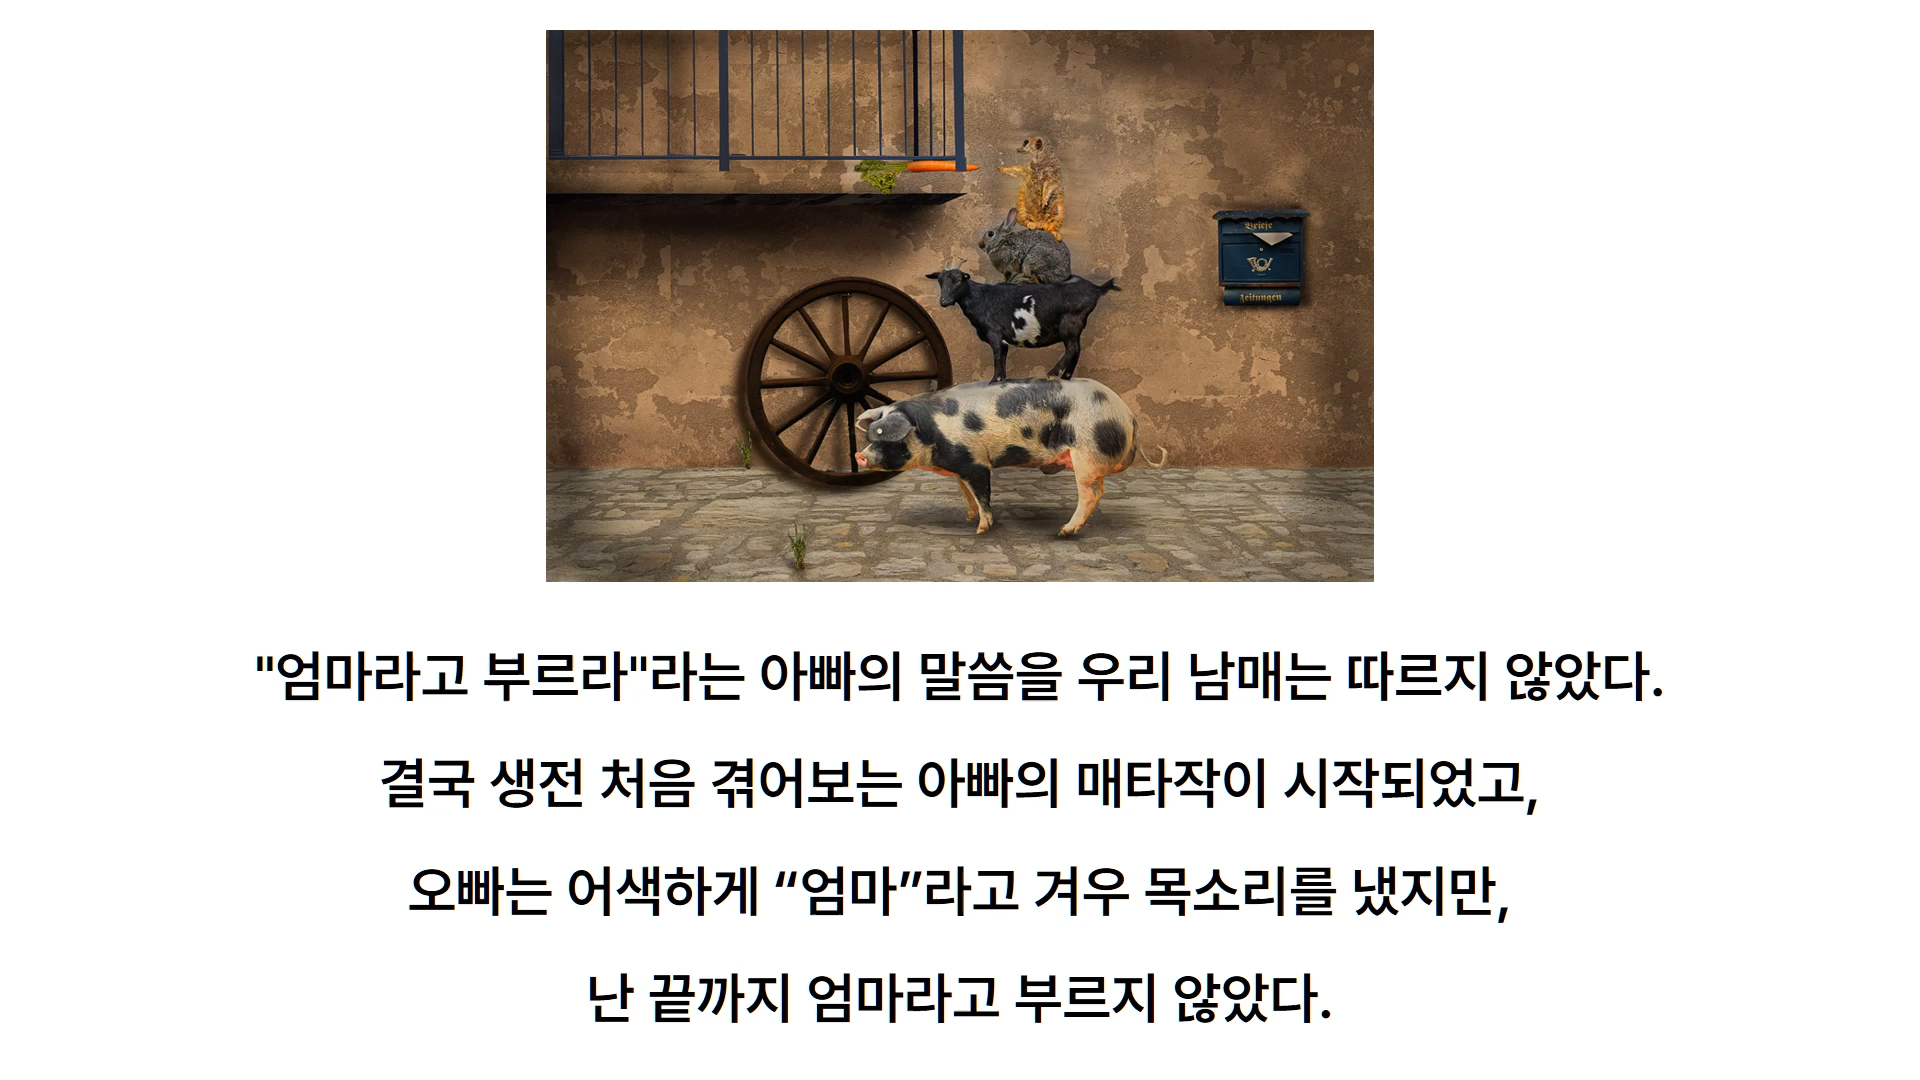 Briefe
Zeitungen
"엄마라고 부르라"라는 아빠의 말씀을 우리 남매는 따르지 않았다.
결국 생전 처음 겪어보는 아빠의 매타작이 시작되었고,
오빠는 어색하게 “엄마”라고 겨우 목소리를 냈지만,
난 끝까지 엄마라고 부르지 않았다.